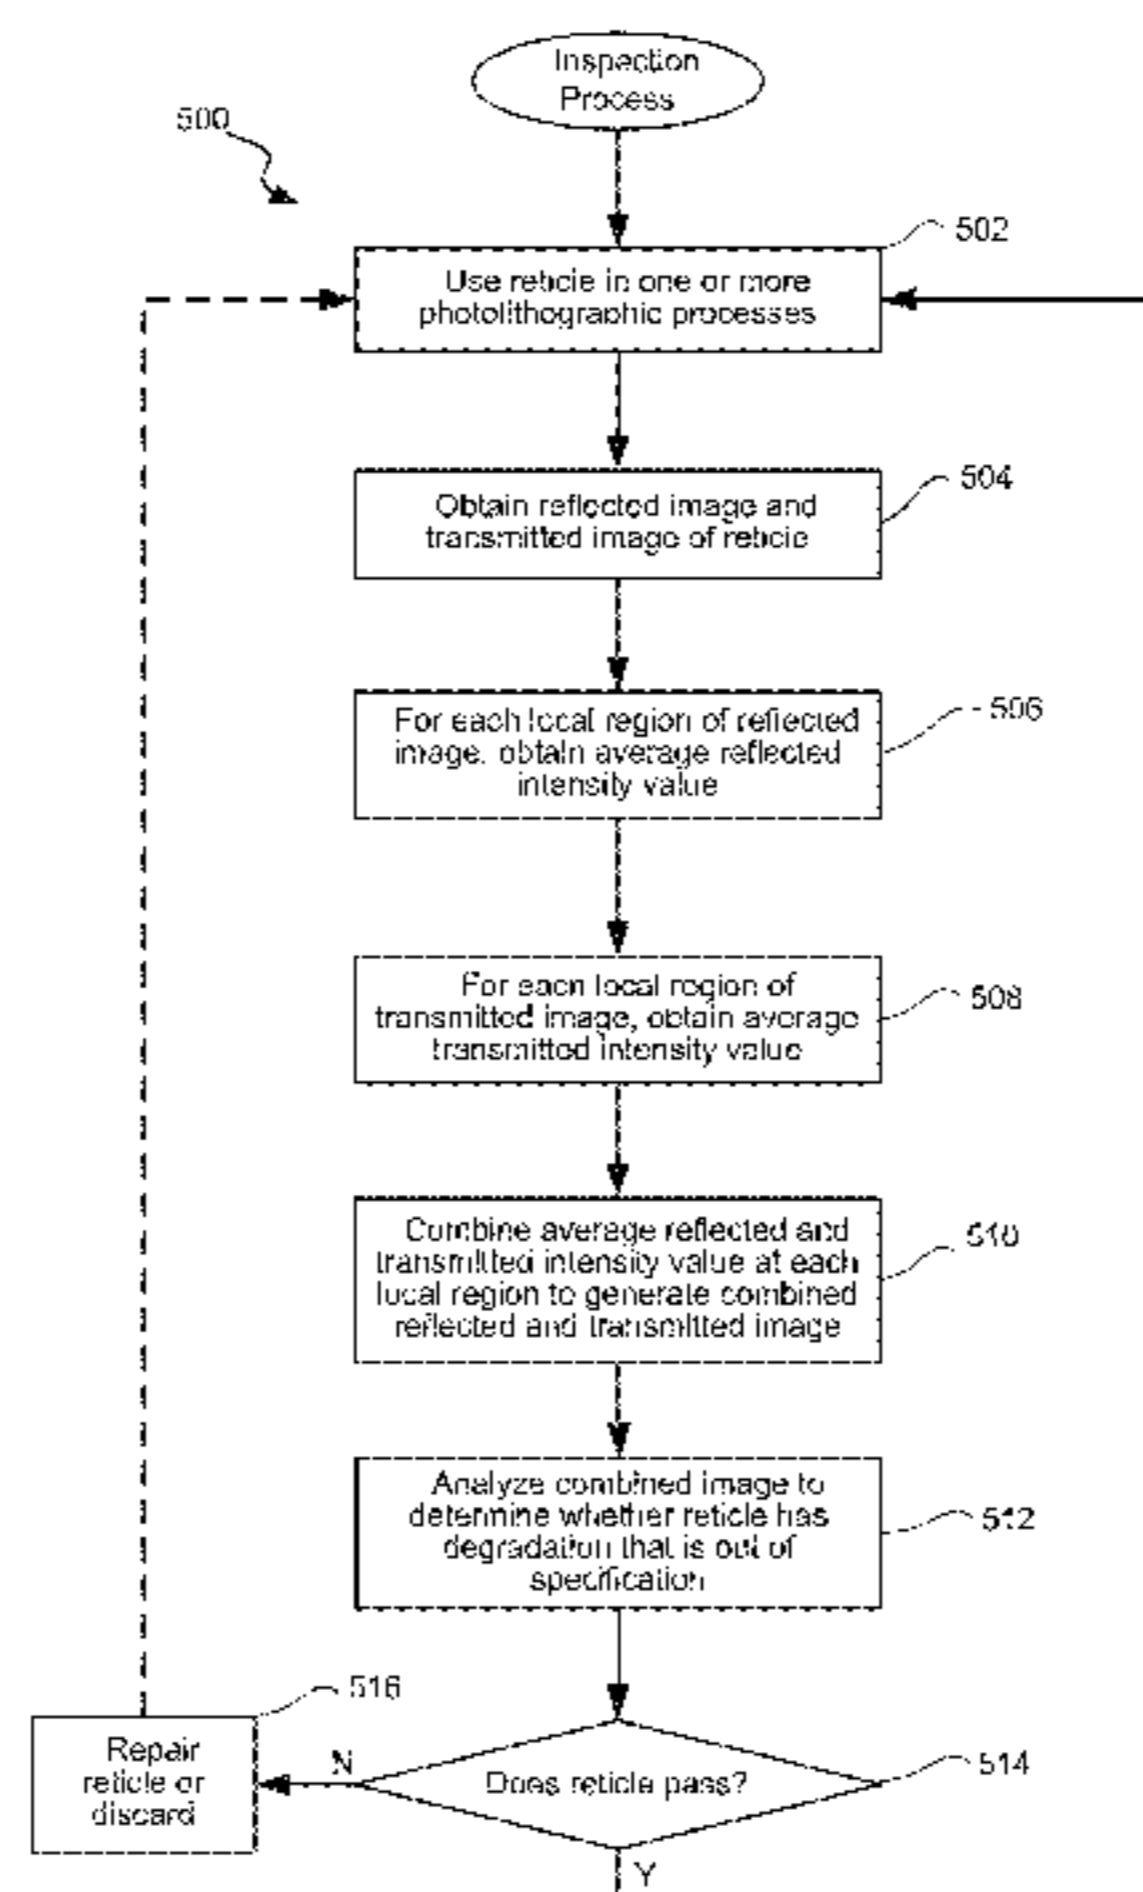 Inspection
Process
500
502
Use reticle in one or more
photolithographic processes
504
Obtain reflected image and
transmitted image of reticle
506
For each local region of reflected
image, obtain average reflected
intensity value
508
For each local region of
transmitted image, obtain average
transmitted intensity value
510
Combine average reflected and
transmitted intensity value at each
local region to generate combined
reflected and transmitted image
512
Analyze combined image to
determine whether reticle has
degradation that is out of
specification
516
Repair
reticle or
discard
N
Does reticle pass?
514
Y